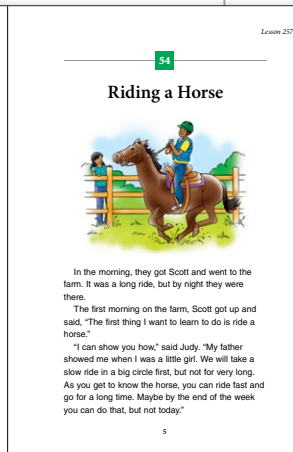 Lesson 257
54
Riding a Horse
In the morning, they got Scott and went to the
farm. It was a long ride, but by night they were
there.
The first morning on the farm, Scott got up and
said, “The first thing I want to learn to do is ride a
horse.”
“I can show you how,” said Judy. “My father
showed me when I was a little girl. We will take a
slow ride in a big circle first, but not for very long.
As you get to know the horse, you can ride fast and
go for a long time. Maybe by the end of the week
you can do that, but not today.”
5